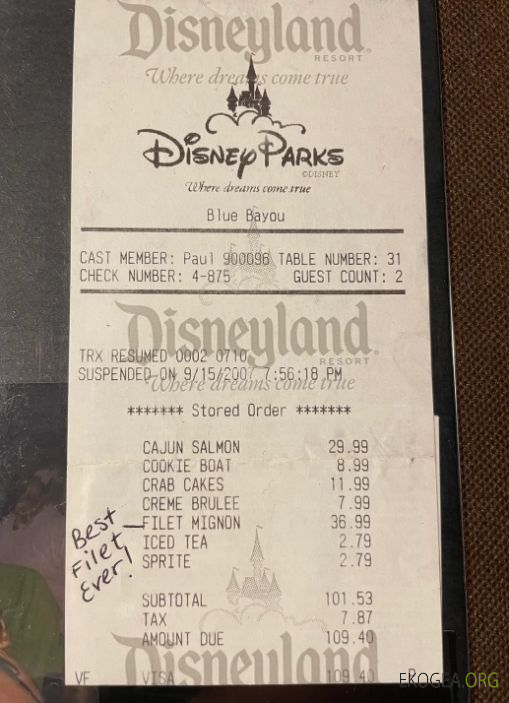 Disneyland®
RESORT
Where dreams come true
Disney Parks
©DISNEY
Where dreams come true
Blue Bayou
CAST MEMBER: Paul 900096 TABLE NUMBER: 31
CHECK NUMBER: 4-875 GUEST COUNT: 2
Disneyland®
RESORT
TRX RESUMED 0002 0710
SUSPENDED ON 9/15/2007 7:56:18 PM
Where dreams come true
******* Stored Order *******
CAJUN SALMON 29.99
COOKIE BOAT 8.99
CRAB CAKES 11.99
CREME BRULEE 7.99
FILET MIGNON 36.99
ICED TEA 2.79
SPRITE 2.79
Best
Filet
Ever!
SUBTOTAL 101.53
TAX 7.87
AMOUNT DUE 109.40
Disneyland
VF VISA 109.40
EKOGEA.ORG